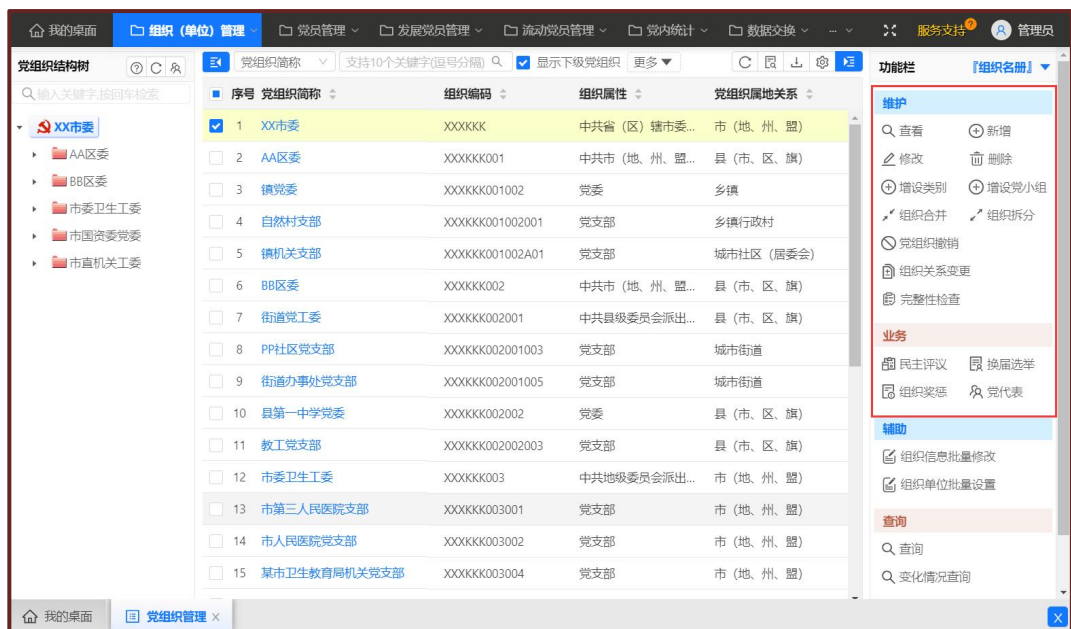 我的桌面 组织（单位）管理 党员管理 发展党员管理 流动党员管理 党内统计 数据交换 ... 服务支持 管理员
党组织结构树
输入关键字,按回车检索
XX市委
AA区委
BB区委
市委卫生工委
市国资委党委
市直机关工委
党组织简称 支持10个关键字(逗号分隔) 显示下级党组织 更多▼
序号 党组织简称 组织编码 组织属性 党组织属地关系
1 XX市委 XXXKKK 中共省（区）辖市委... 市（地、州、盟）
2 AA区委 XXXKKK001 中共市（地、州、盟... 县（市、区、旗）
3 镇党委 XXXKKK001002 党委 乡镇
4 自然村支部 XXXKKK001002001 党支部 乡镇行政村
5 镇机关支部 XXXKKK001002A01 党支部 城市社区（居委会）
6 BB区委 XXXKKK002 中共市（地、州、盟... 县（市、区、旗）
7 街道党工委 XXXKKK002001 中共县级委员会派出... 县（市、区、旗）
8 PP社区党支部 XXXKKK002001003 党支部 城市街道
9 街道办事处党支部 XXXKKK002001005 党支部 城市街道
10 县第一中学党委 XXXKKK002002 党委 县（市、区、旗）
11 教工党支部 XXXKKK002002003 党支部 县（市、区、旗）
12 市委卫生工委 XXXKKK003 中共地级委员会派出... 市（地、州、盟）
13 市第三人民医院支部 XXXKKK003001 党支部 市（地、州、盟）
14 市人民医院党支部 XXXKKK003002 党支部 市（地、州、盟）
15 某市卫生教育局机关党支部 XXXKKK003004 党支部 市（地、州、盟）
功能栏 『组织名册』▼
维护
查看 新增
修改 删除
增设类别 增设党小组
组织合并 组织拆分
党组织撤销
组织关系变更
完整性检查
业务
民主评议 换届选举
组织奖惩 党代表
辅助
组织信息批量修改
组织单位批量设置
查询
查询
变化情况查询
我的桌面 党组织管理 ×
X